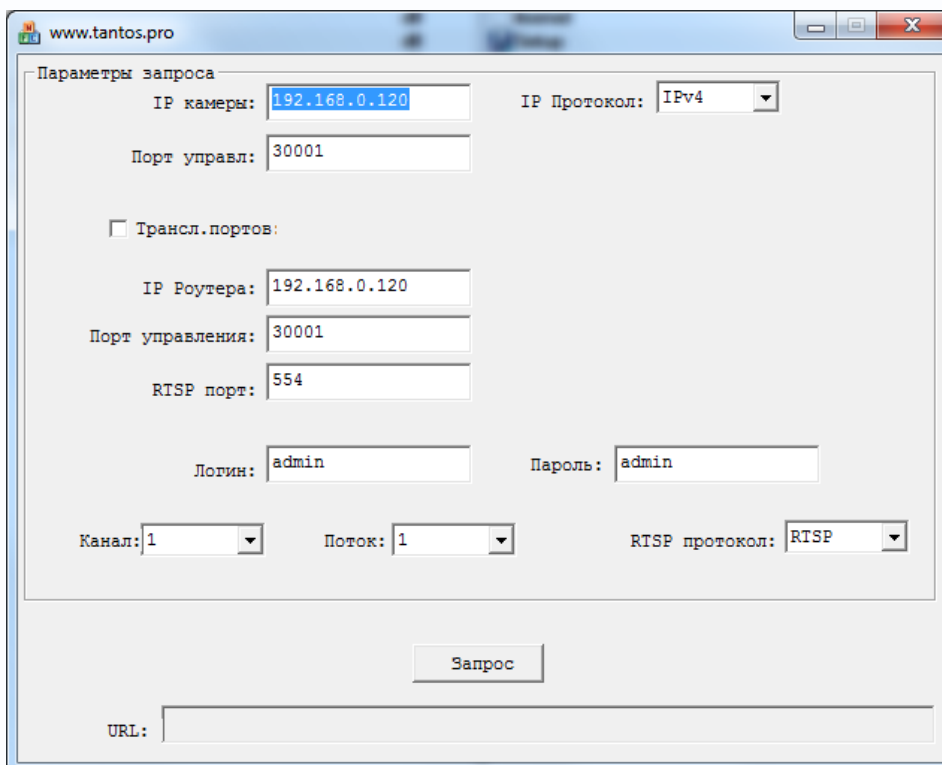 www.tantos.pro
Параметры запроса
IP камеры: 192.168.0.120 IP Протокол: IPv4
Порт управл: 30001
Трансл.портов:
IP Роутера: 192.168.0.120
Порт управления: 30001
RTSP порт: 554
Логин: admin Пароль: admin
Канал: 1 Поток: 1 RTSP протокол: RTSP
Запрос
URL: